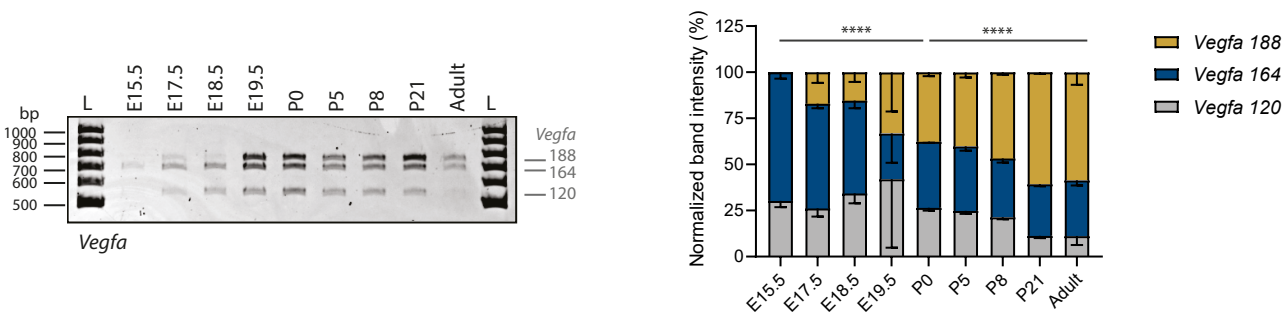 L E15.5 E17.5 E18.5 E19.5 P0 P5 P8 P21 Adult L
bp
1000
900
800
700
600
500
Vegfa
188
164
120
Vegfa
Normalized band intensity (%)
125
100
75
50
25
0
**** ****
E15.5 E17.5 E18.5 E19.5 P0 P5 P8 P21 Adult
Vegfa 188
Vegfa 164
Vegfa 120